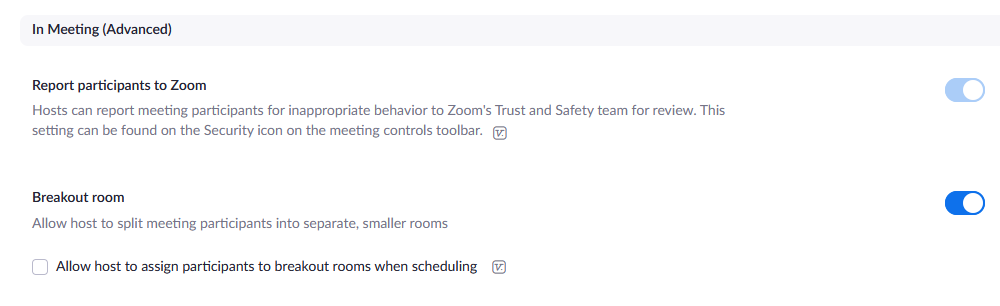 In Meeting (Advanced)
Report participants to Zoom
Hosts can report meeting participants for inappropriate behavior to Zoom's Trust and Safety team for review. This
setting can be found on the Security icon on the meeting controls toolbar.
Breakout room
Allow host to split meeting participants into separate, smaller rooms
Allow host to assign participants to breakout rooms when scheduling